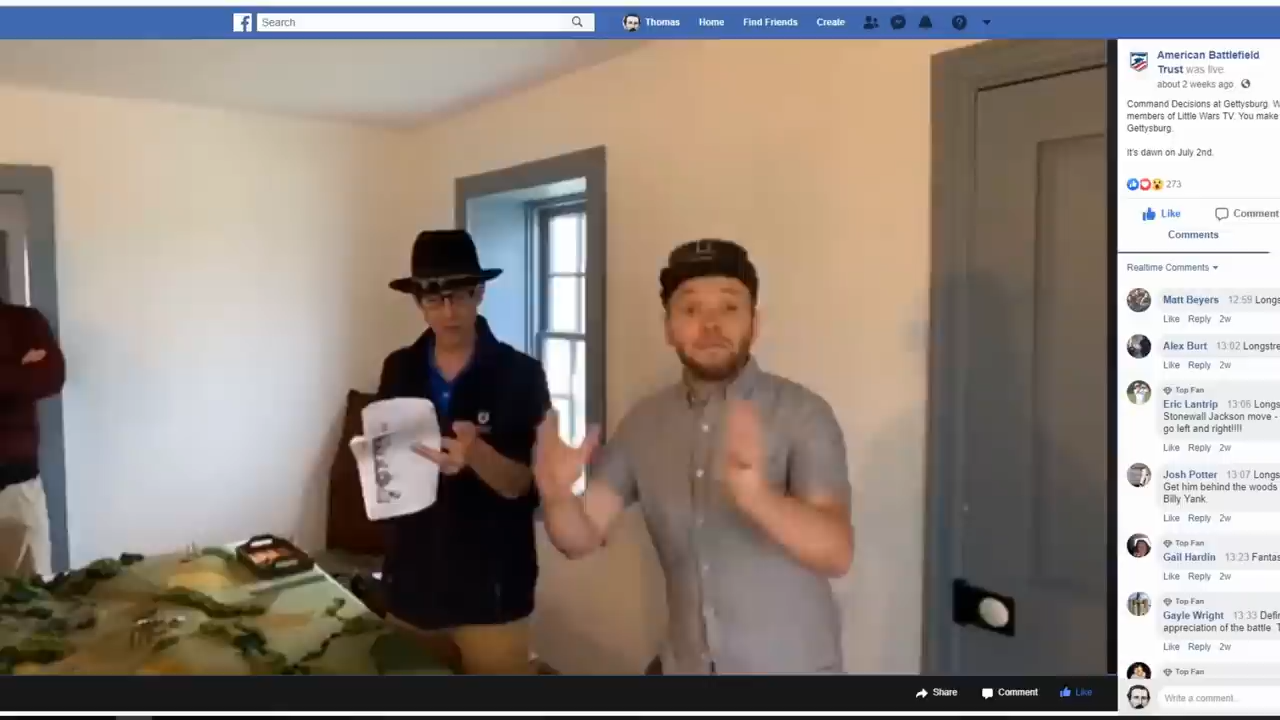 Search
Thomas
Home
Find Friends
Create
American Battlefield
Trust was live.
about 2 weeks ago.
Command Decisions at Gettysburg. W
members of Little Wars TV. You make
Gettysburg.
It's dawn on July 2nd.
273
Like
Comment
Comments
Realtime Comments
Matt Beyers 12:59 Longs
Like Reply 2w
Alex Burt 13:02 Longstre
Like Reply 2w
Top Fan
Eric Lantrip 13:06 Longs
Stonewall Jackson move -
go left and right!!!!
Like Reply 2w
Josh Potter 13:07 Longs
Get him behind the woods
Billy Yank.
Like Reply 2w
Top Fan
Gail Hardin 13:23 Fantas
Like Reply 2w
Top Fan
Gayle Wright 13:33 Defin
appreciation of the battle. T
Like Reply 2w
Top Fan
Write a comment...
Share
Comment
Like